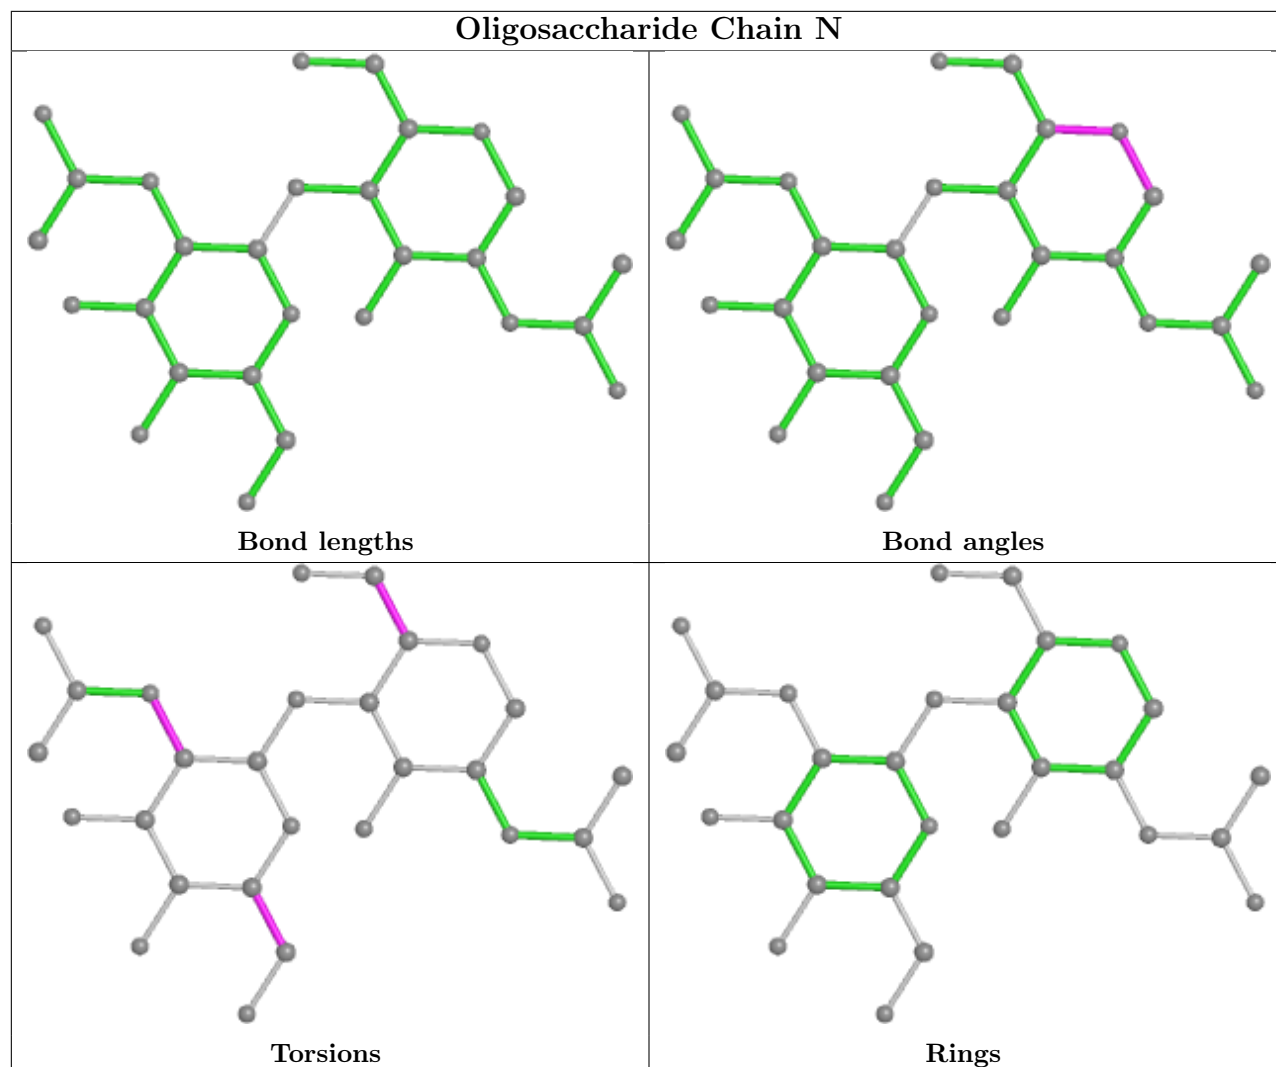 Oligosaccharide Chain N
Bond lengths
Bond angles
Torsions
Rings